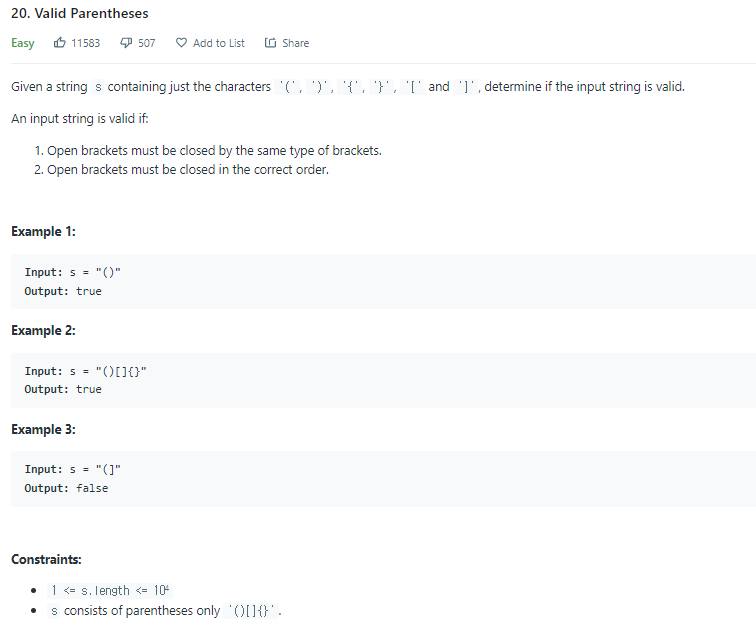 20. Valid Parentheses
Easy 11583 507 Add to List Share
Given a string s containing just the characters '(', ')', '{', '}', '[' and ']', determine if the input string is valid.
An input string is valid if:
1. Open brackets must be closed by the same type of brackets.
2. Open brackets must be closed in the correct order.
Example 1:
Input: s = "()"
Output: true
Example 2:
Input: s = "()[]{}"
Output: true
Example 3:
Input: s = "(]"
Output: false
Constraints:
• 1 <= s.length <= 10⁴
• s consists of parentheses only '()[]{}'.